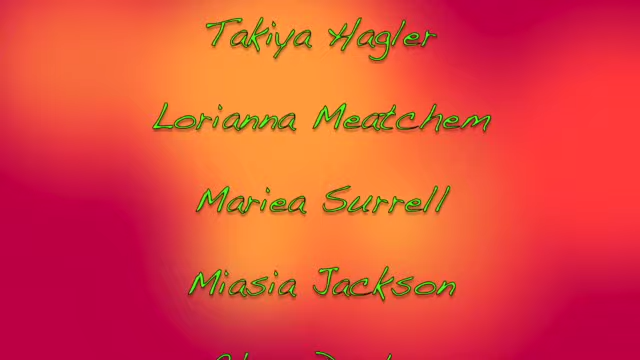 Takiya Hagler
Lorianna Meatchem
Mariea Surrell
Miasia Jackson